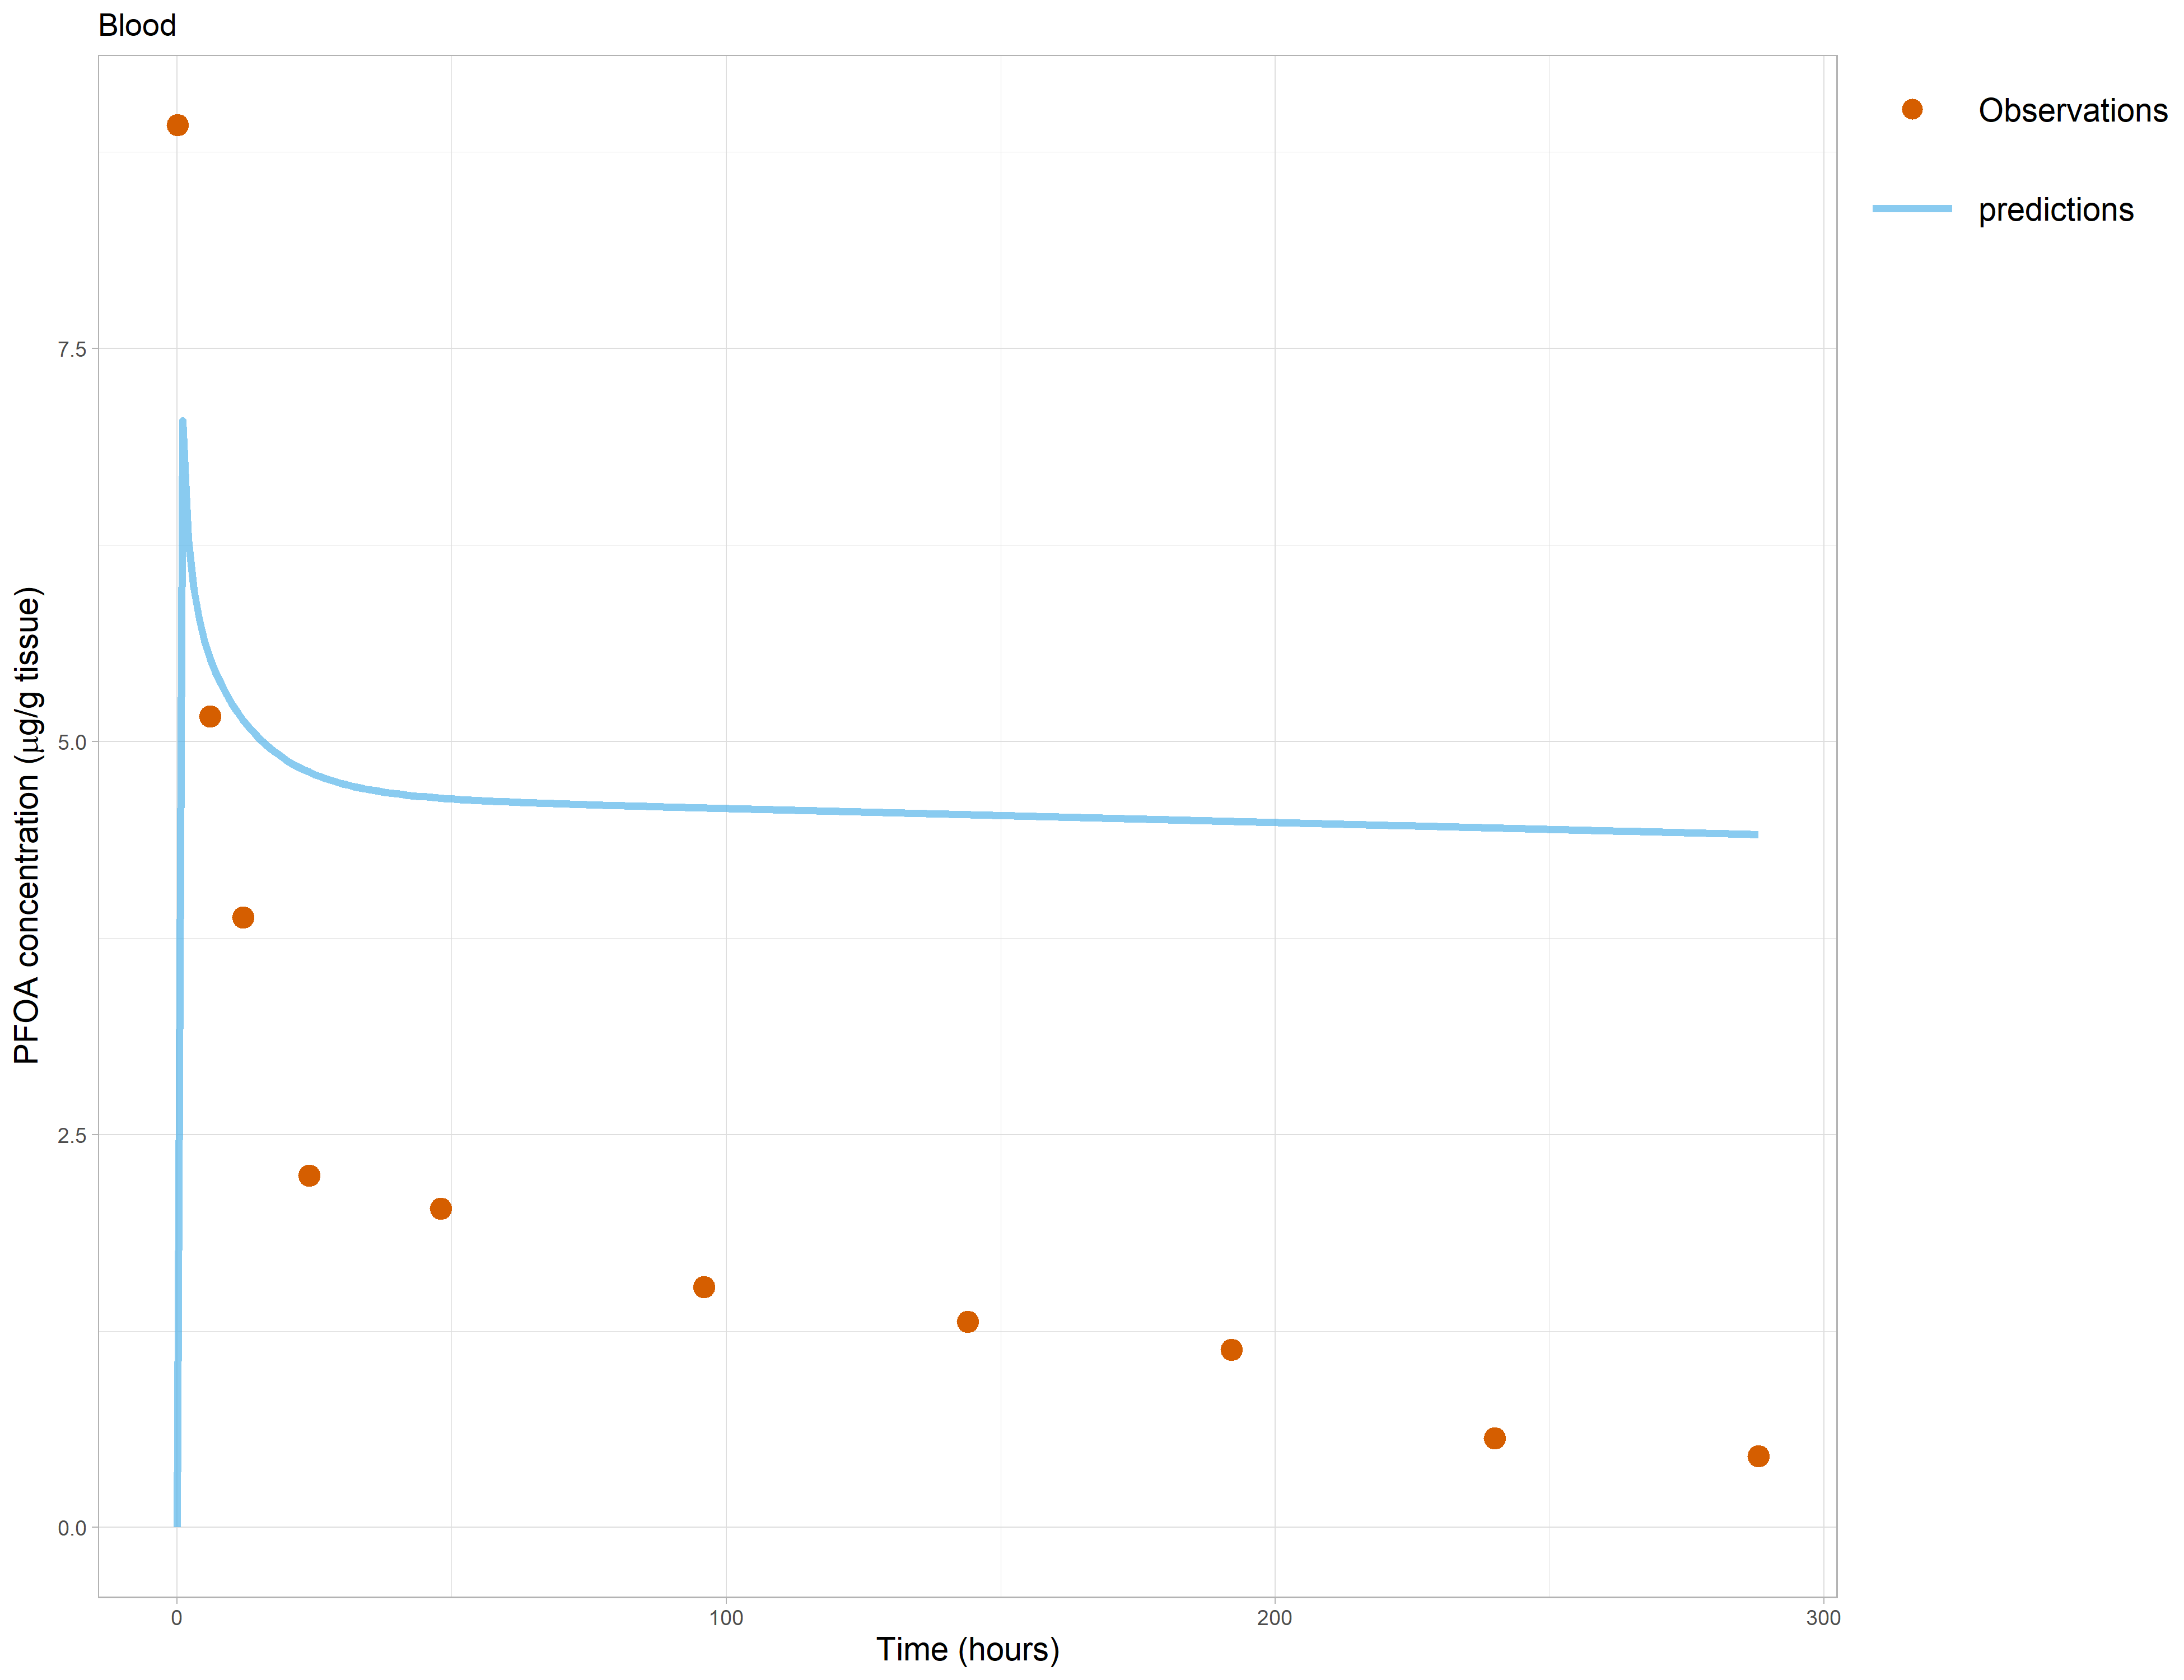 Blood
Observations
predictions
PFOA concentration (μg/g tissue)
7.5
5.0
2.5
0.0
0
100
200
300
Time (hours)